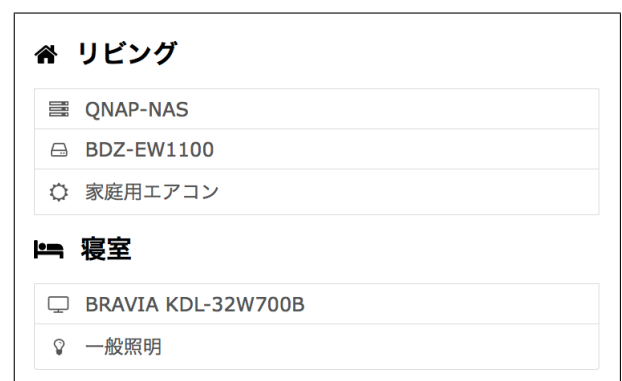 リビング
QNAP-NAS
BDZ-EW1100
家庭用エアコン
寝室
BRAVIA KDL-32W700B
一般照明